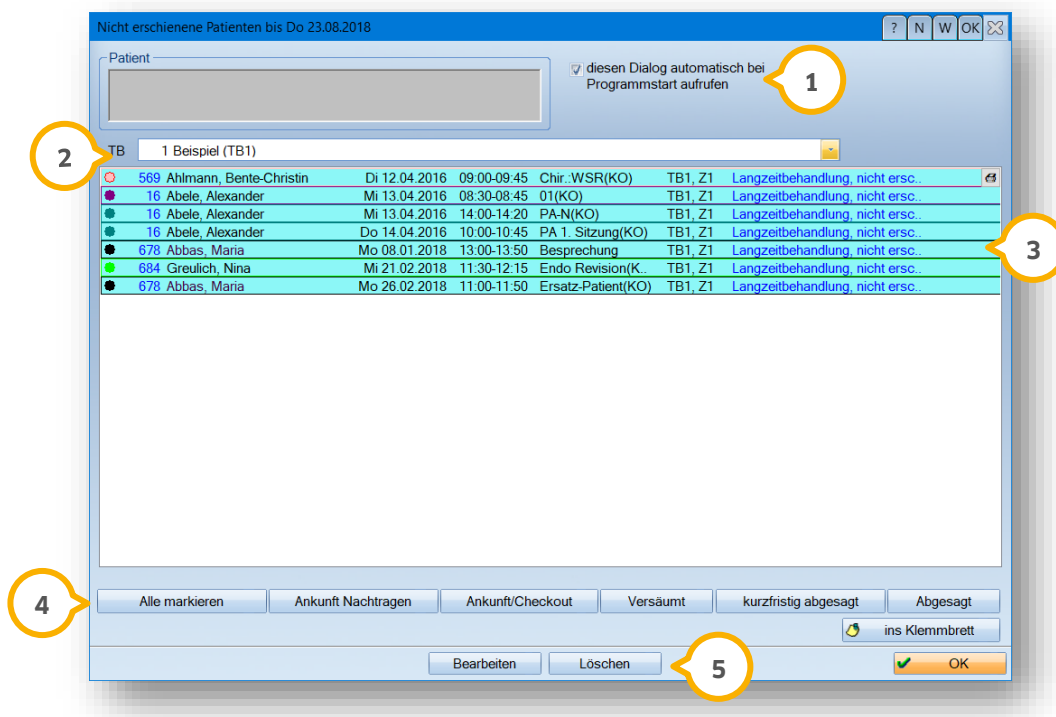 Nicht erschienene Patienten bis Do 23.08.2018 ? N W OK
Patient
diesen Dialog automatisch bei
Programmstart aufrufen
1
2
TB 1 Beispiel (TB1)
569 Ahlmann, Bente-Christin Di 12.04.2016 09:00-09:45 Chir.:WSR(KO) TB1, Z1 Langzeitbehandlung, nicht ersc..
16 Abele, Alexander Mi 13.04.2016 08:30-08:45 01(KO) TB1, Z1 Langzeitbehandlung, nicht ersc..
16 Abele, Alexander Mi 13.04.2016 14:00-14:20 PA-N(KO) TB1, Z1 Langzeitbehandlung, nicht ersc..
16 Abele, Alexander Do 14.04.2016 10:00-10:45 PA 1. Sitzung(KO) TB1, Z1 Langzeitbehandlung, nicht ersc..
678 Abbas, Maria Mo 08.01.2018 13:00-13:50 Besprechung TB1, Z1 Langzeitbehandlung, nicht ersc..
3
684 Greulich, Nina Mi 21.02.2018 11:30-12:15 Endo Revision(K.. TB1, Z1 Langzeitbehandlung, nicht ersc..
678 Abbas, Maria Mo 26.02.2018 11:00-11:50 Ersatz-Patient(KO) TB1, Z1 Langzeitbehandlung, nicht ersc..
4
Alle markieren Ankunft Nachtragen Ankunft/Checkout Versäumt kurzfristig abgesagt Abgesagt
ins Klemmbrett
Bearbeiten Löschen OK
5